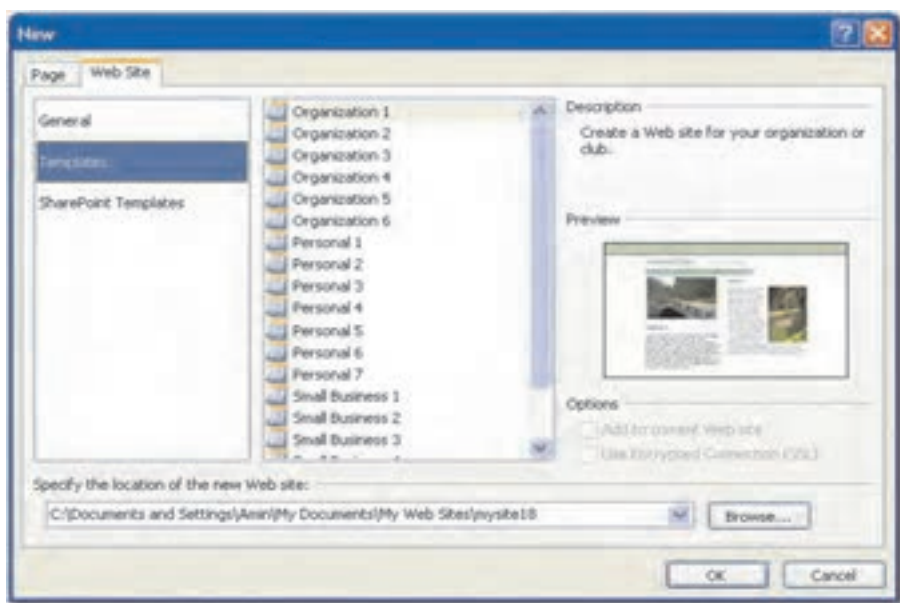 New
Page
Web Site
General
Templates
SharePoint Templates
Organization 1
Organization 2
Organization 3
Organization 4
Organization 5
Organization 6
Personal 1
Personal 2
Personal 3
Personal 4
Personal 5
Personal 6
Personal 7
Small Business 1
Small Business 2
Small Business 3
Description
Create a Web site for your organization or
club.
Preview
Options
Add to current Web site
Use Encrypted Connection (SSL)
Specify the location of the new Web site:
C:\Documents and Settings\Amin\My Documents\My Web Sites\mysite18
Browse...
OK
Cancel